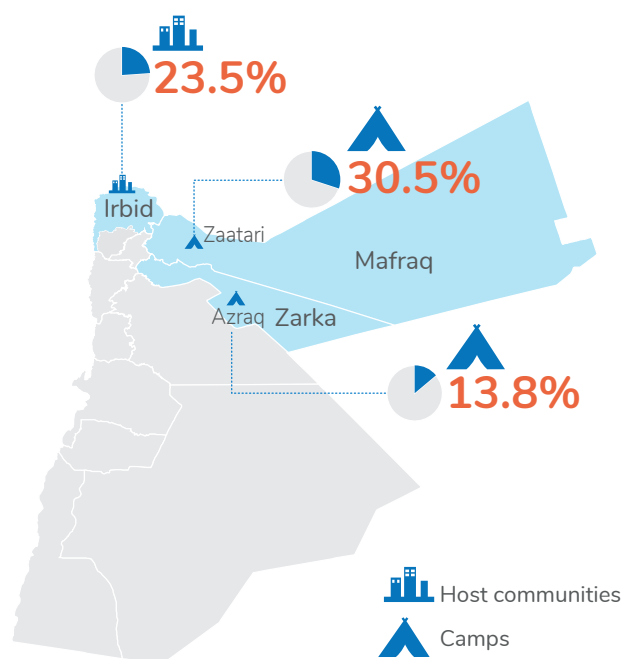 23.5%
30.5%
Irbid
Zaatari
Mafraq
Azraq
Zarka
13.8%
Host communities
Camps